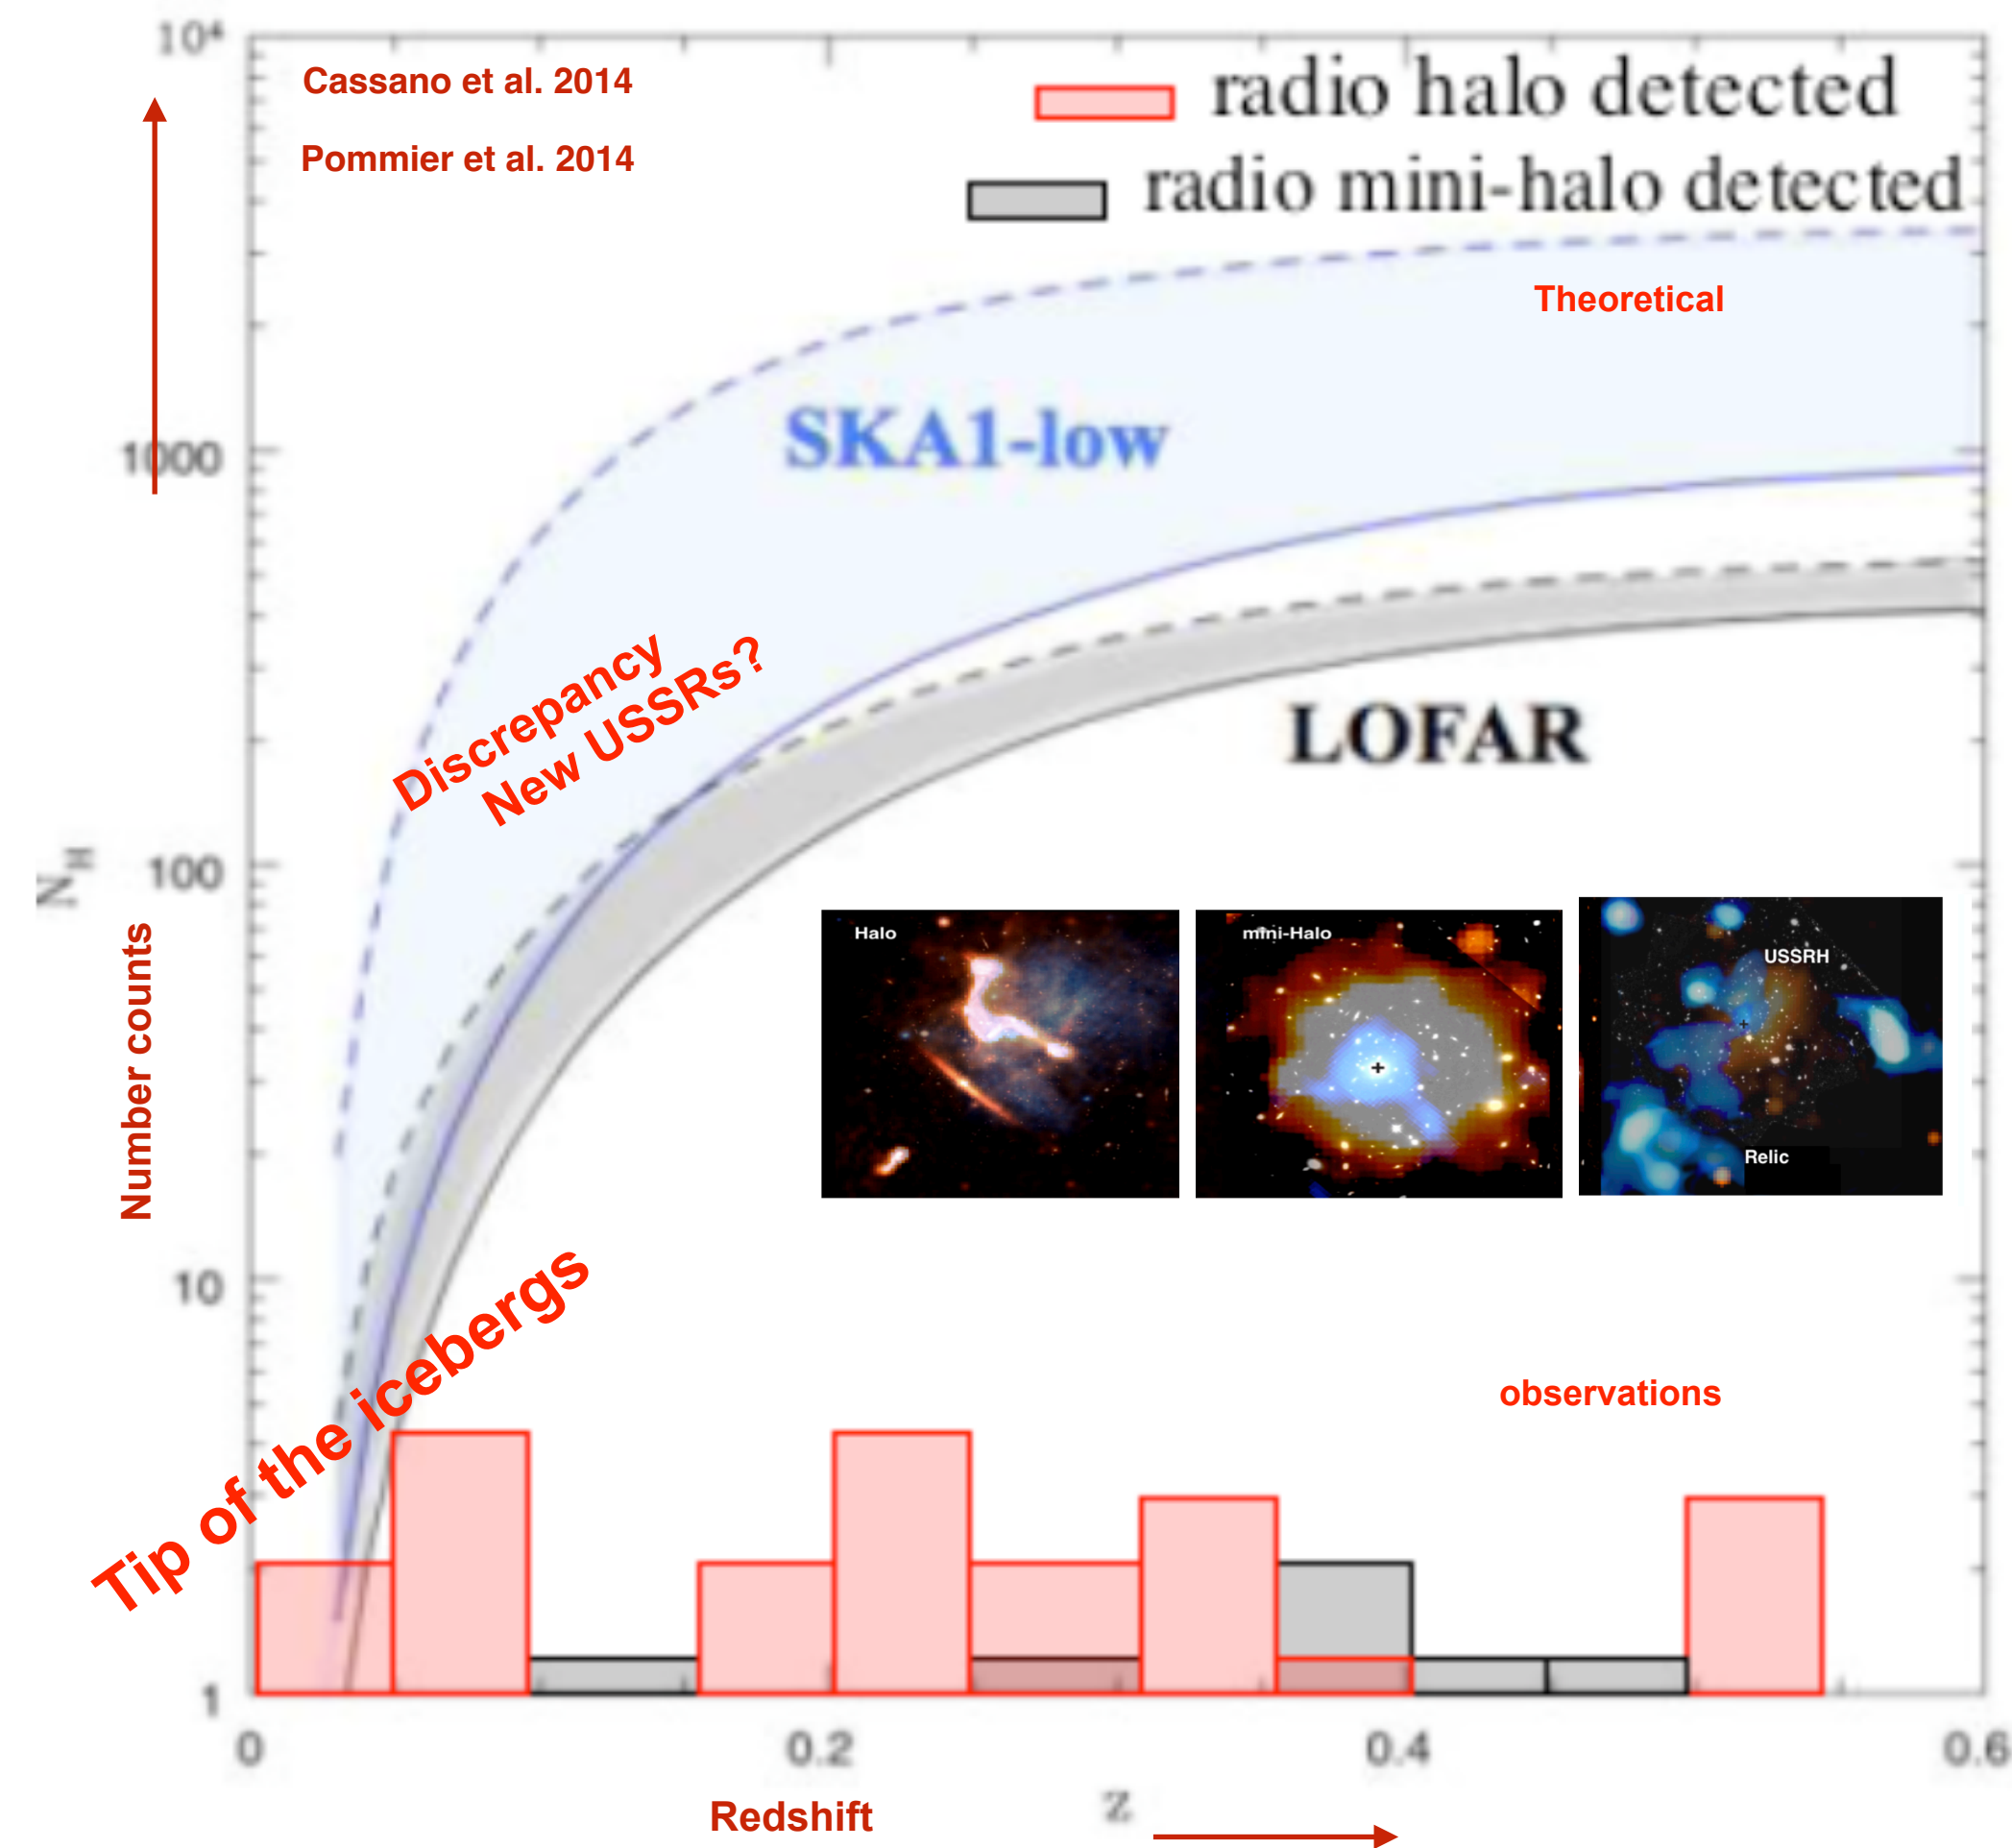 10⁴
Cassano et al. 2014
Pommier et al. 2014
radio halo detected
radio mini-halo detected
Theoretical
SKA1-low
1000
Discrepancy
New USSRs?
LOFAR
100
N_H
Number counts
Halo
mini-Halo
USSRH
Relic
10
Tip of the icebergs
observations
1
0
0.2
0.4
0.6
Redshift
z